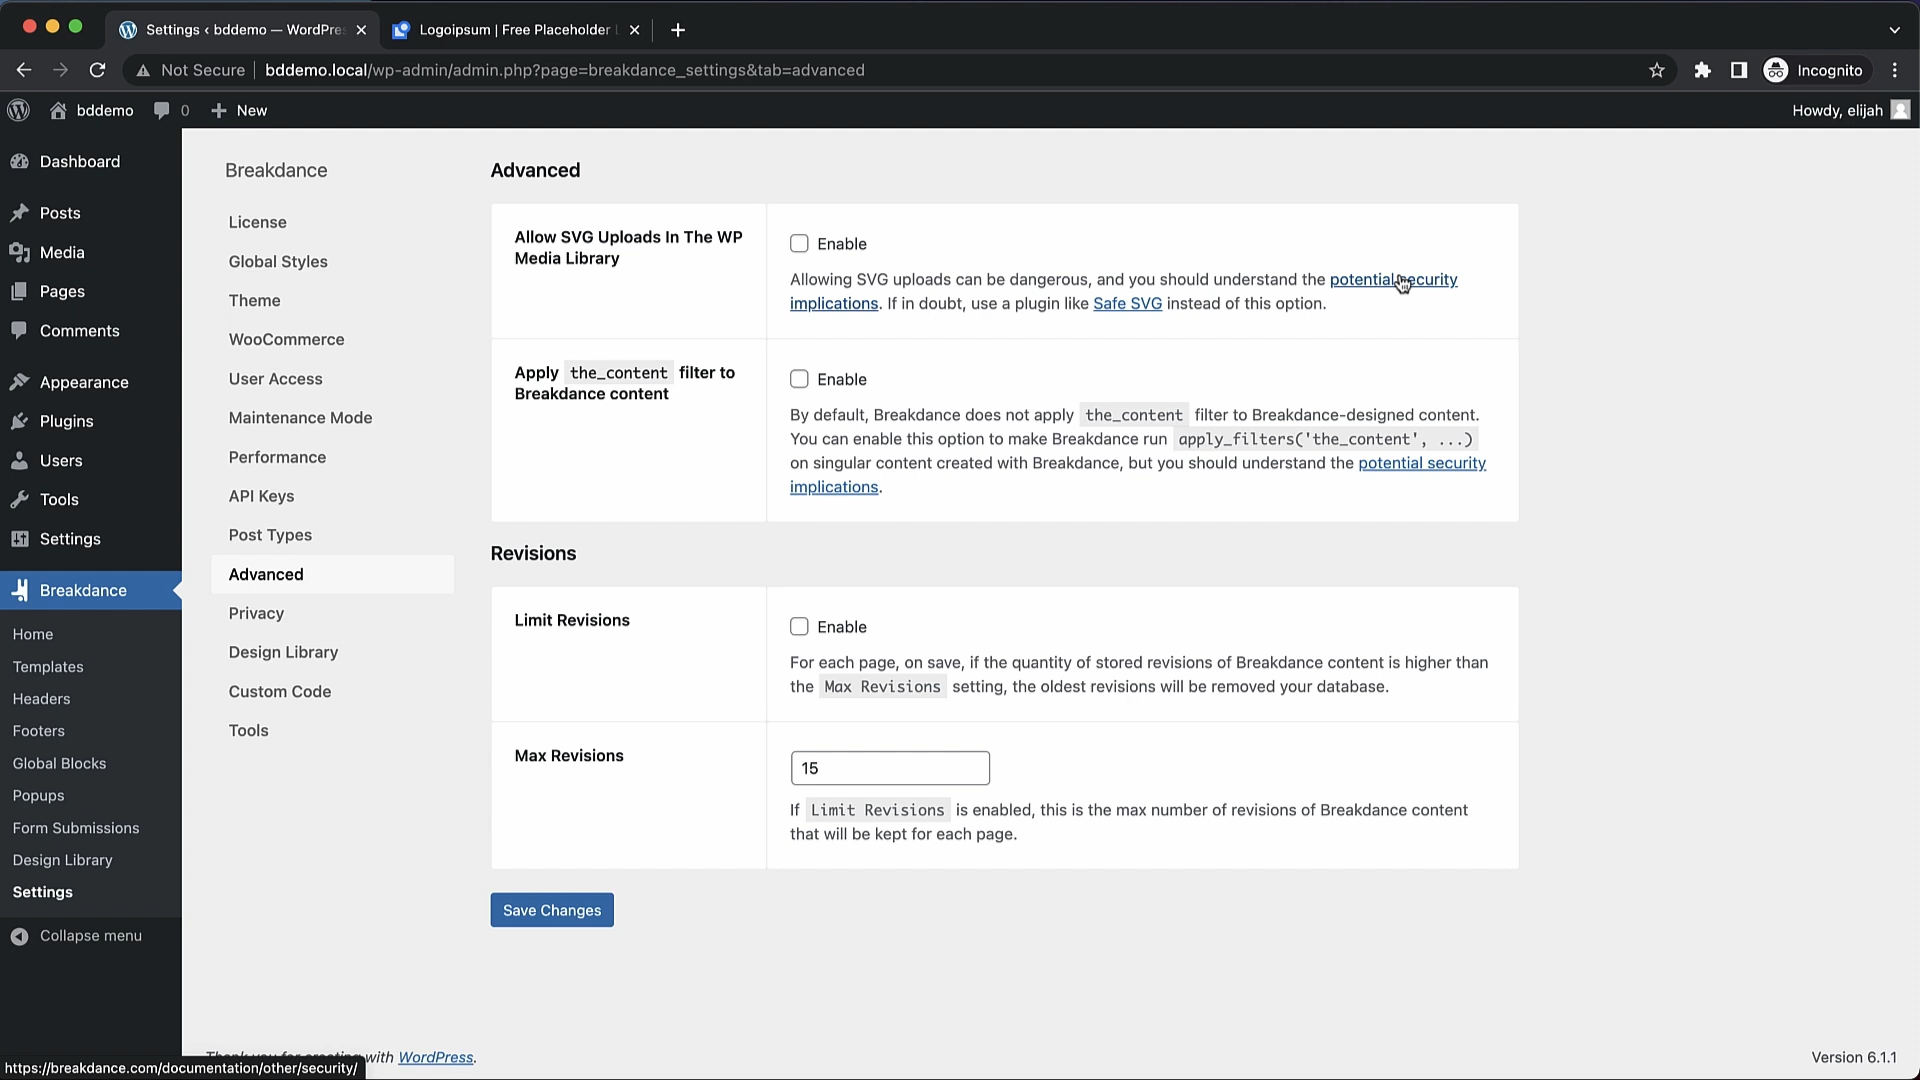 Settings ‹ bddemo — WordPre
Logoipsum | Free Placeholder
Not Secure
bddemo.local/wp-admin/admin.php?page=breakdance_settings&tab=advanced
Incognito
bddemo
0
New
Howdy, elijah
Dashboard
Posts
Media
Pages
Comments
Appearance
Plugins
Users
Tools
Settings
Breakdance
Home
Templates
Headers
Footers
Global Blocks
Popups
Form Submissions
Design Library
Settings
Collapse menu
Breakdance
License
Global Styles
Theme
WooCommerce
User Access
Maintenance Mode
Performance
API Keys
Post Types
Advanced
Privacy
Design Library
Custom Code
Tools
Advanced
Allow SVG Uploads In The WP
Media Library
Enable
Allowing SVG uploads can be dangerous, and you should understand the potential security
implications. If in doubt, use a plugin like Safe SVG instead of this option.
Apply the_content filter to
Breakdance content
Enable
By default, Breakdance does not apply the_content filter to Breakdance-designed content.
You can enable this option to make Breakdance run apply_filters('the_content', ...)
on singular content created with Breakdance, but you should understand the potential security
implications.
Revisions
Limit Revisions
Enable
For each page, on save, if the quantity of stored revisions of Breakdance content is higher than
the Max Revisions setting, the oldest revisions will be removed your database.
Max Revisions
15
If Limit Revisions is enabled, this is the max number of revisions of Breakdance content
that will be kept for each page.
Save Changes
Thank you for creating with WordPress.
Version 6.1.1
https://breakdance.com/documentation/other/security/